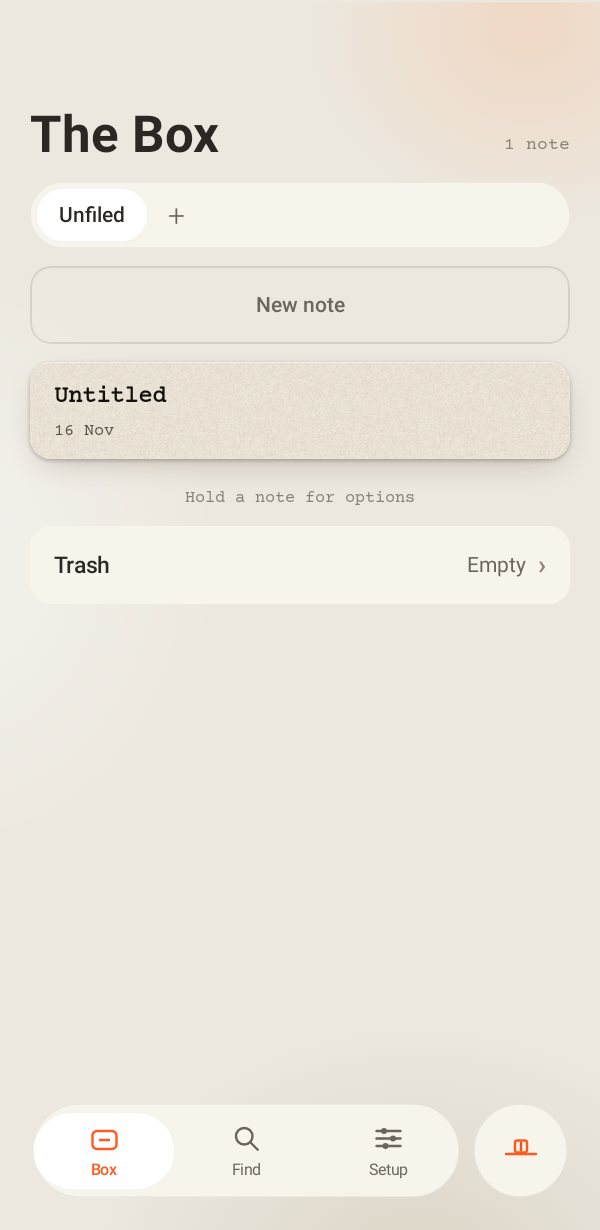 The Box
1 note
Unfiled +
New note
Untitled
16 Nov
Hold a note for options
Trash
Empty ›
Box
Find
Setup